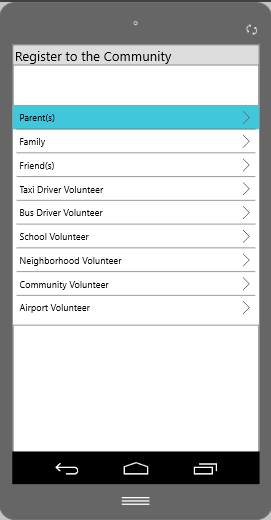 Register to the Community
Parent(s)
Family
Friend(s)
Taxi Driver Volunteer
Bus Driver Volunteer
School Volunteer
Neighborhood Volunteer
Community Volunteer
Airport Volunteer